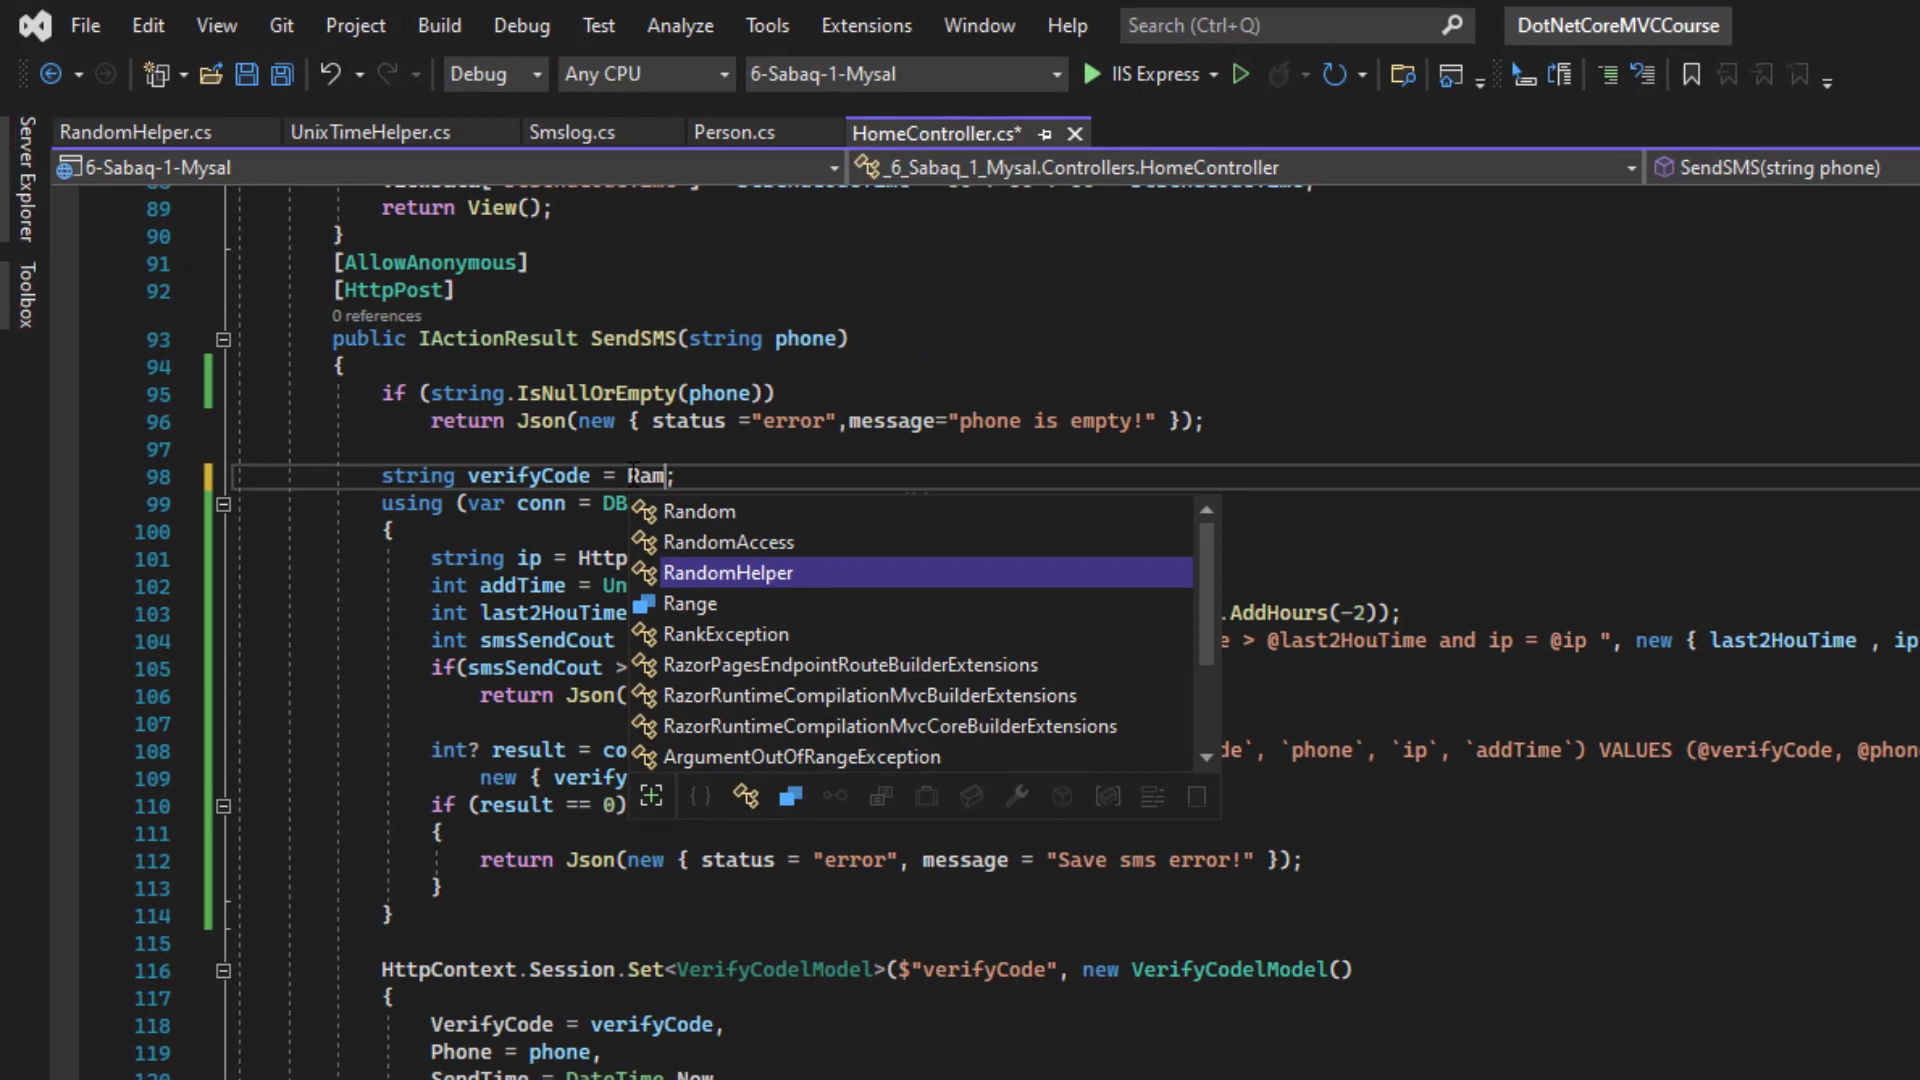 File Edit View Git Project Build Debug Test Analyze Tools Extensions Window Help Search (Ctrl+Q) DotNetCoreMVCCourse
Debug Any CPU 6-Sabaq-1-Mysal IIS Express
Server Explorer
Toolbox
RandomHelper.cs UnixTimeHelper.cs Smslog.cs Person.cs HomeController.cs*
6-Sabaq-1-Mysal _6_Sabaq_1_Mysal.Controllers.HomeController SendSMS(string phone)
89 return View();
90 }
91 [AllowAnonymous]
92 [HttpPost]
0 references
93 public IActionResult SendSMS(string phone)
94 {
95 if (string.IsNullOrEmpty(phone))
96 return Json(new { status ="error",message="phone is empty!" });
97
98 string verifyCode = Ram;
99 using (var conn = DB
100 {
101 string ip = Http
102 int addTime = Un
103 int last2HouTime .AddHours(-2));
104 int smsSendCout e > @last2HouTime and ip = @ip ", new { last2HouTime , ip
105 if(smsSendCout >
106 return Json(
107
108 int? result = co de`, `phone`, `ip`, `addTime`) VALUES (@verifyCode, @phon
109 new { verify
110 if (result == 0)
111 {
112 return Json(new { status = "error", message = "Save sms error!" });
113 }
114 }
115
116 HttpContext.Session.Set<VerifyCodelModel>($"verifyCode", new VerifyCodelModel()
117 {
118 VerifyCode = verifyCode,
119 Phone = phone,
SendTime = DateTime.Now
Random
RandomAccess
RandomHelper
Range
RankException
RazorPagesEndpointRouteBuilderExtensions
RazorRuntimeCompilationMvcBuilderExtensions
RazorRuntimeCompilationMvcCoreBuilderExtensions
ArgumentOutOfRangeException